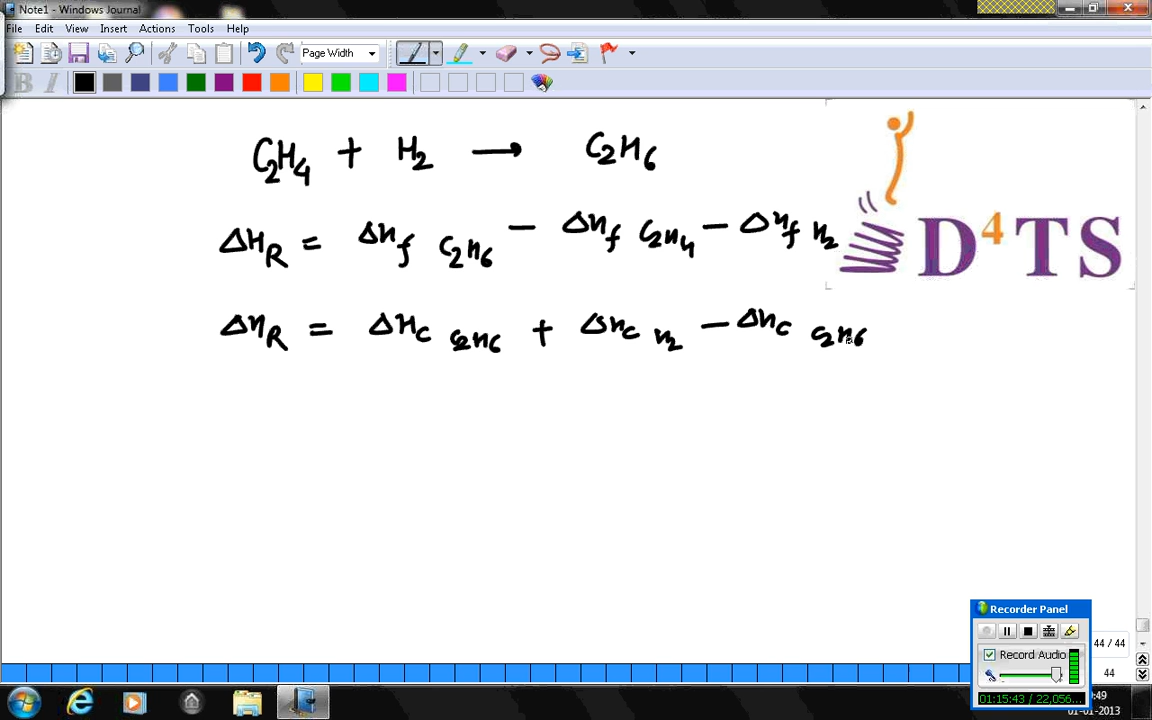 Note1 - Windows Journal
File Edit View Insert Actions Tools Help
Page Width
B I
C2H4 + H2 → C2H6
ΔHR = ΔHf C2H6 - ΔHf C2H4 - ΔHf H2
D4TS
ΔHR = ΔHC C2H6 + ΔHC H2 - ΔHC C2H6
Recorder Panel
Record Audio
01:15:43 / 22,056...
44 / 44
44
:49
01-01-2013